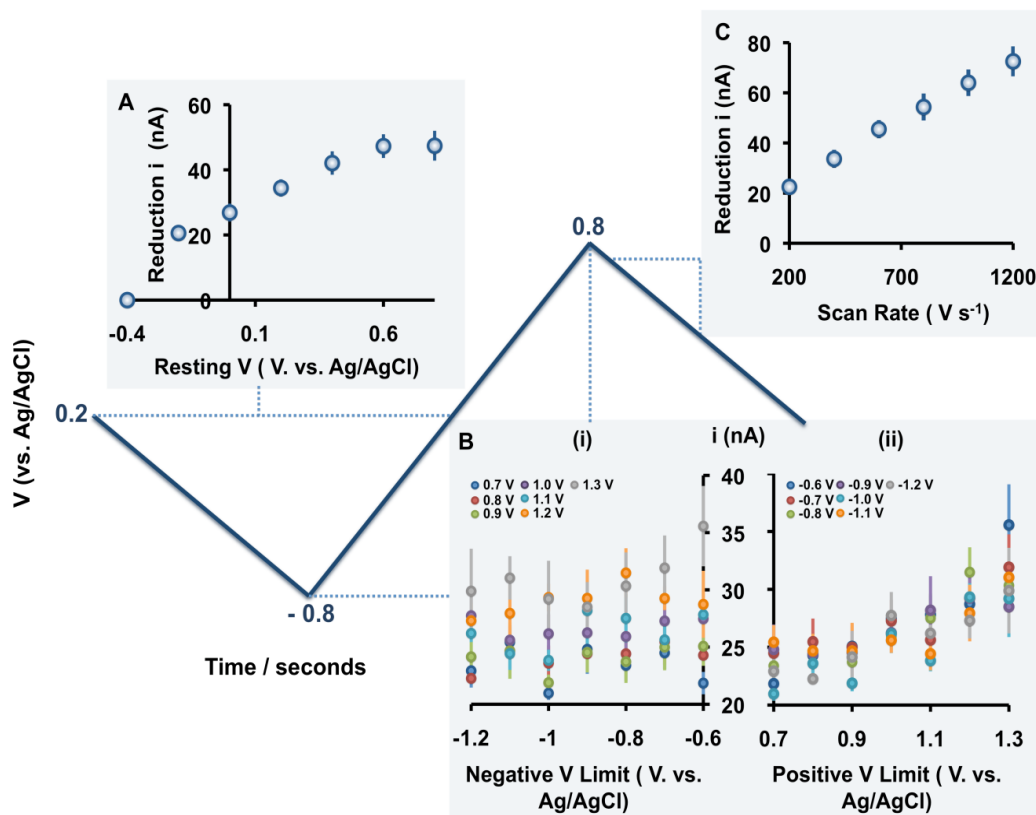 A
Reduction i (nA)
60
40
20
0
-0.4
0.1
0.6
Resting V ( V. vs. Ag/AgCl)
C
Reduction i (nA)
80
60
40
20
0
200
700
1200
Scan Rate ( V s-1)
V (vs. Ag/AgCl)
0.2
- 0.8
0.8
Time / seconds
B
(i)
i (nA)
(ii)
0.7 V
1.0 V
1.3 V
0.8 V
1.1 V
0.9 V
1.2 V
-0.6 V
-0.9 V
-1.2 V
-0.7 V
-1.0 V
-0.8 V
-1.1 V
40
35
30
25
20
-1.2
-1
-0.8
-0.6
Negative V Limit ( V. vs.
Ag/AgCl)
0.7
0.9
1.1
1.3
Positive V Limit ( V. vs.
Ag/AgCl)